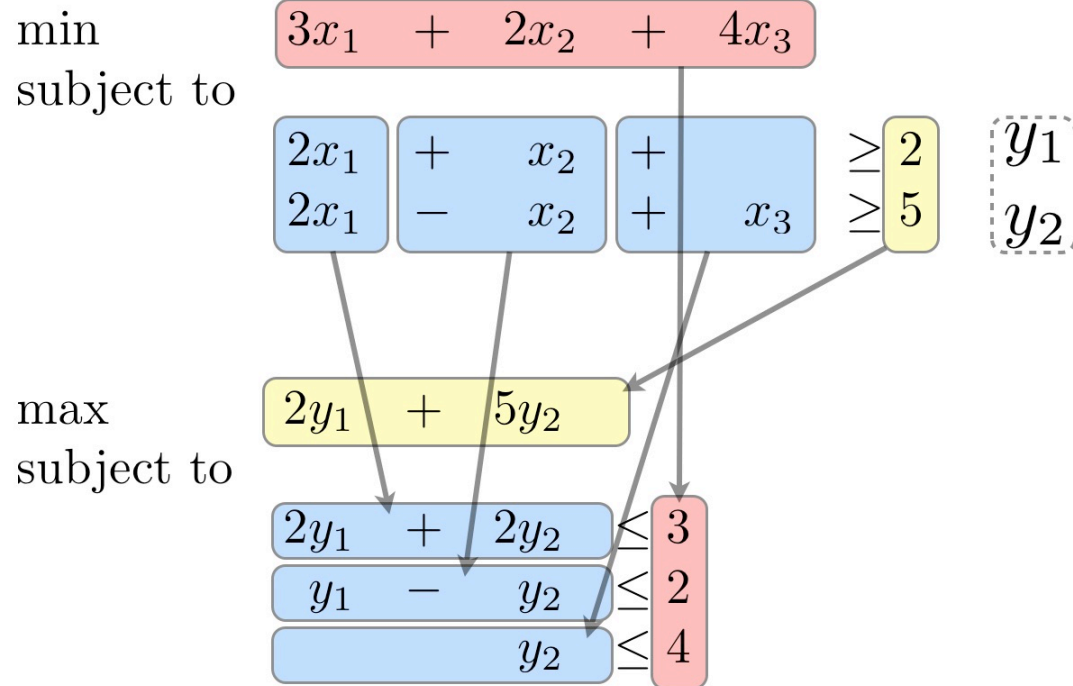 min 3x₁ + 2x₂ + 4x₃
subject to
2x₁ + x₂ + ≥ 2 y₁
2x₁ − x₂ + x₃ ≥ 5 y₂
max 2y₁ + 5y₂
subject to
2y₁ + 2y₂ ≤ 3
y₁ − y₂ ≤ 2
y₂ ≤ 4